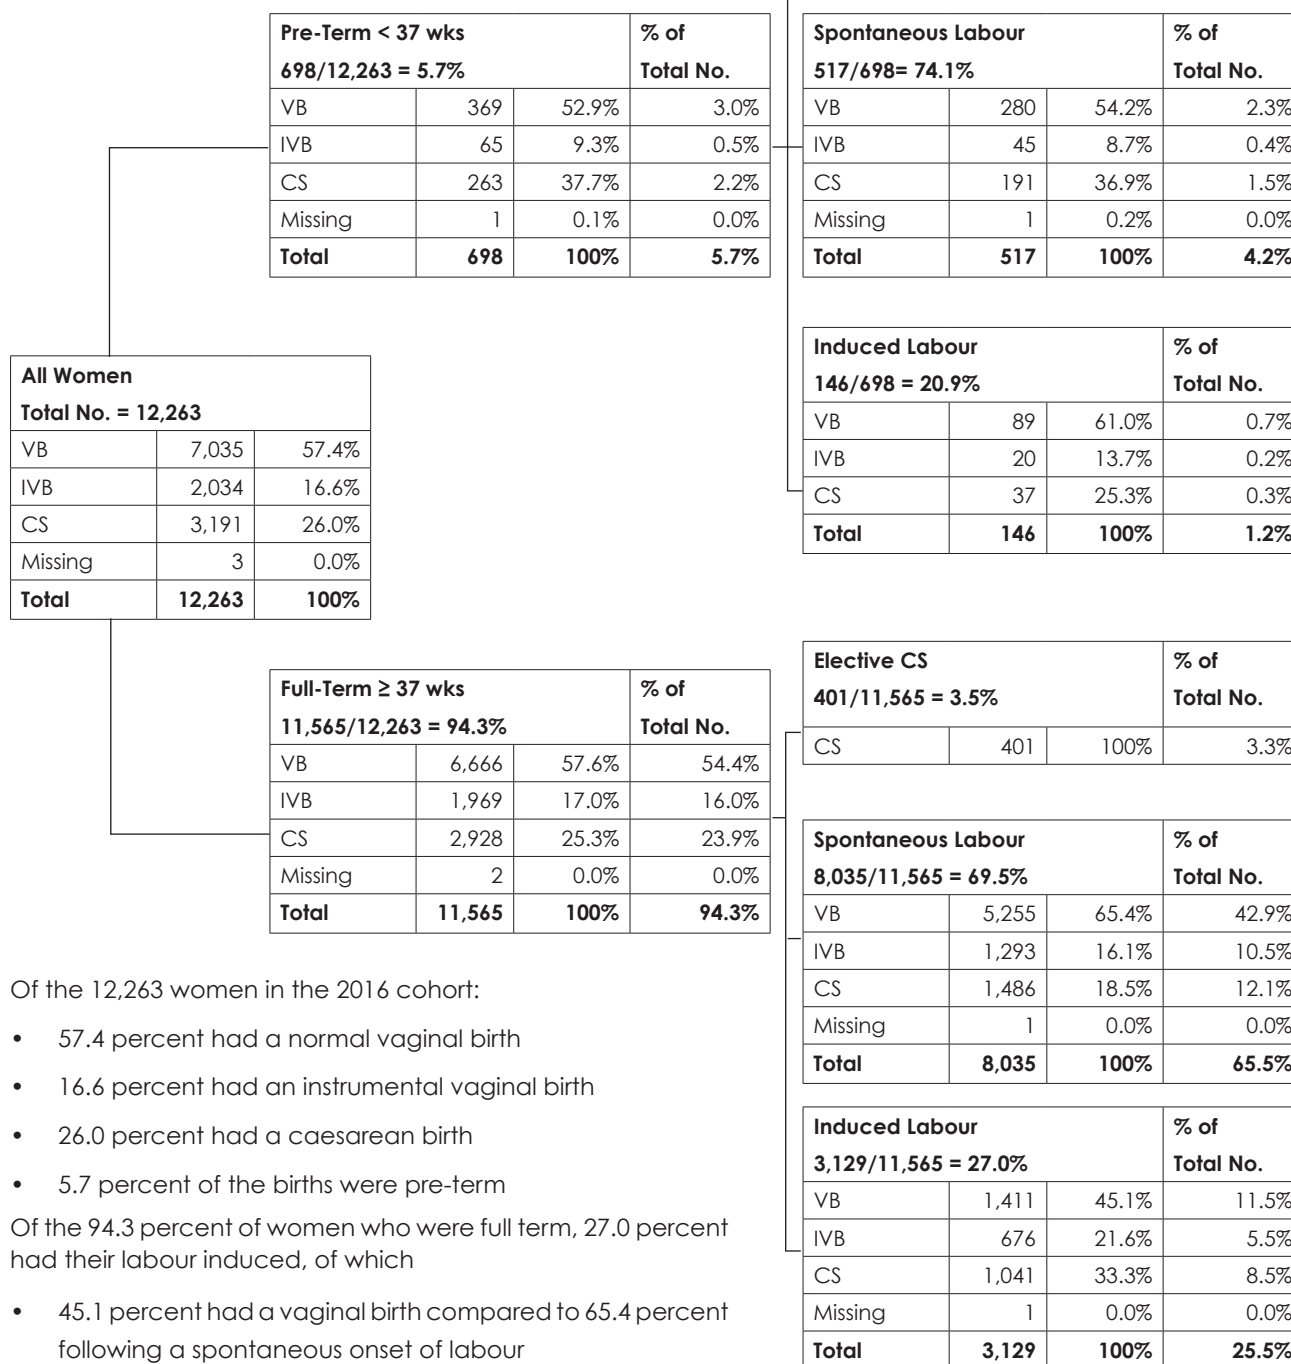 Pre-Term < 37 wks % of
698/12,263 = 5.7% Total No.
VB 369 52.9% 3.0%
IVB 65 9.3% 0.5%
CS 263 37.7% 2.2%
Missing 1 0.1% 0.0%
Total 698 100% 5.7%
Spontaneous Labour % of
517/698= 74.1% Total No.
VB 280 54.2% 2.3%
IVB 45 8.7% 0.4%
CS 191 36.9% 1.5%
Missing 1 0.2% 0.0%
Total 517 100% 4.2%
Induced Labour % of
146/698 = 20.9% Total No.
VB 89 61.0% 0.7%
IVB 20 13.7% 0.2%
CS 37 25.3% 0.3%
Total 146 100% 1.2%
All Women
Total No. = 12,263
VB 7,035 57.4%
IVB 2,034 16.6%
CS 3,191 26.0%
Missing 3 0.0%
Total 12,263 100%
Full-Term ≥ 37 wks % of
11,565/12,263 = 94.3% Total No.
VB 6,666 57.6% 54.4%
IVB 1,969 17.0% 16.0%
CS 2,928 25.3% 23.9%
Missing 2 0.0% 0.0%
Total 11,565 100% 94.3%
Elective CS % of
401/11,565 = 3.5% Total No.
CS 401 100% 3.3%
Spontaneous Labour % of
8,035/11,565 = 69.5% Total No.
VB 5,255 65.4% 42.9%
IVB 1,293 16.1% 10.5%
CS 1,486 18.5% 12.1%
Missing 1 0.0% 0.0%
Total 8,035 100% 65.5%
Induced Labour % of
3,129/11,565 = 27.0% Total No.
VB 1,411 45.1% 11.5%
IVB 676 21.6% 5.5%
CS 1,041 33.3% 8.5%
Missing 1 0.0% 0.0%
Total 3,129 100% 25.5%
Of the 12,263 women in the 2016 cohort:
• 57.4 percent had a normal vaginal birth
• 16.6 percent had an instrumental vaginal birth
• 26.0 percent had a caesarean birth
• 5.7 percent of the births were pre-term
Of the 94.3 percent of women who were full term, 27.0 percent
had their labour induced, of which
• 45.1 percent had a vaginal birth compared to 65.4 percent
following a spontaneous onset of labour